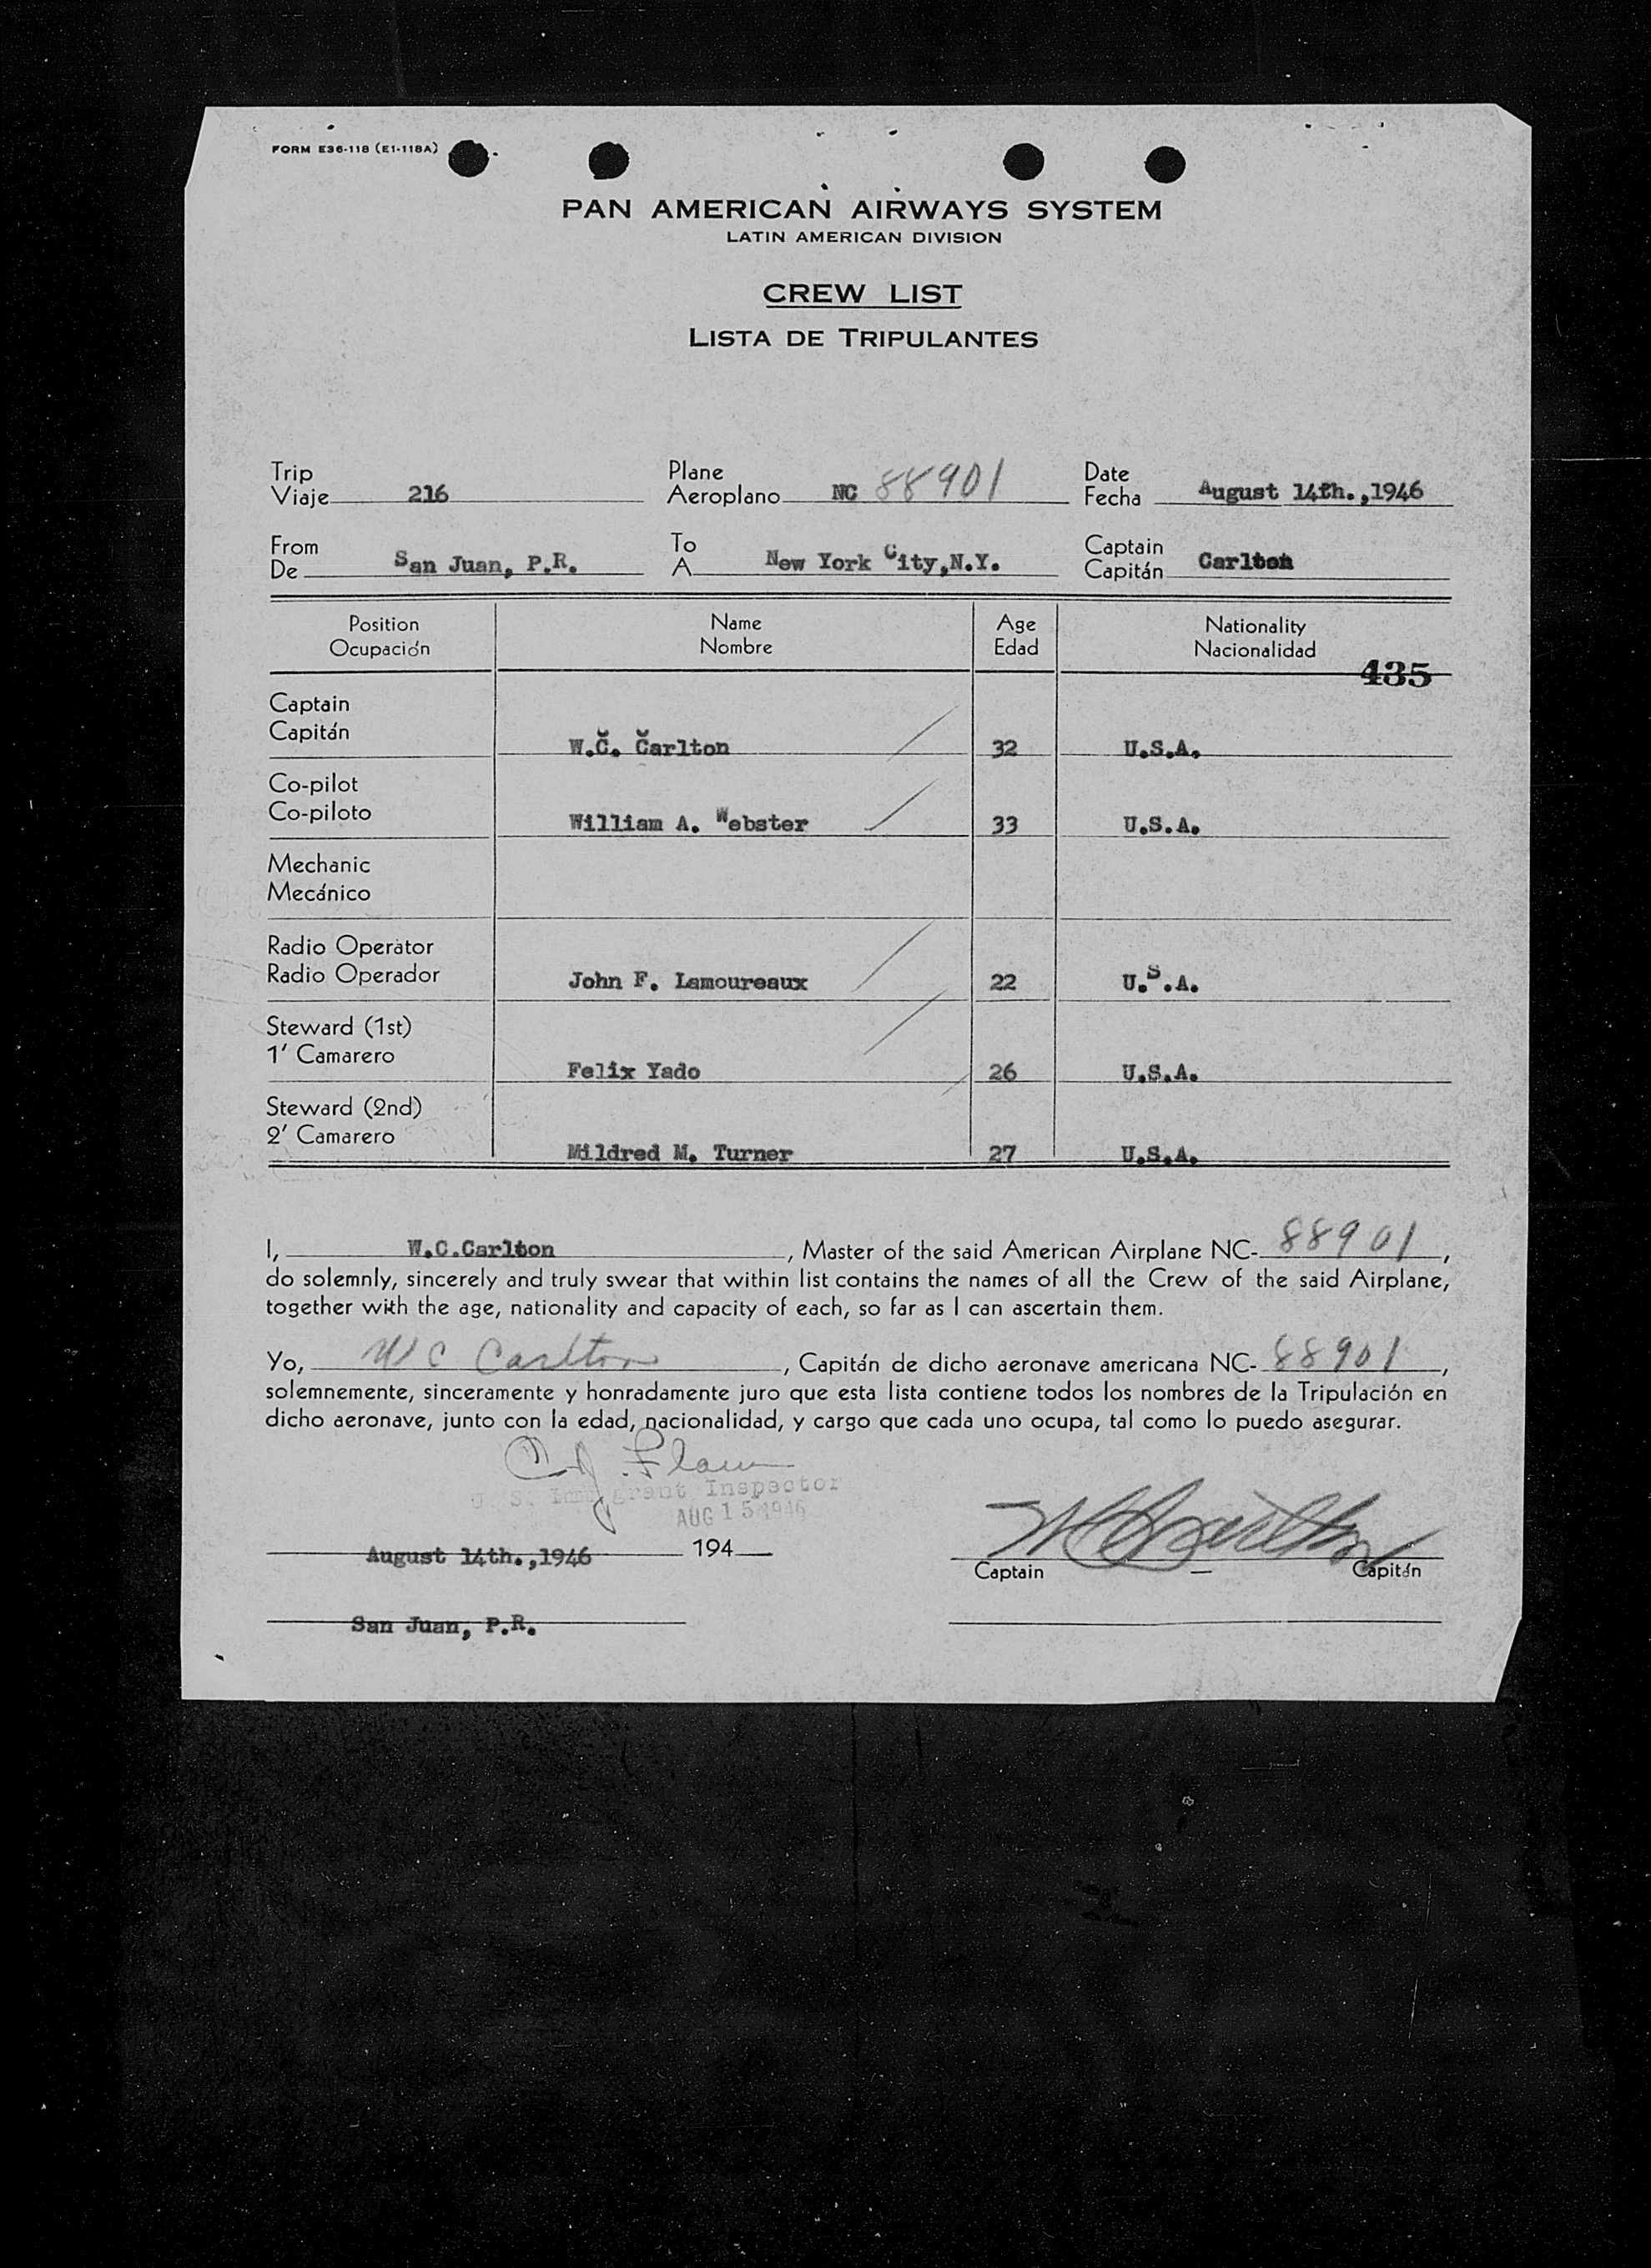 FORM E36-118 (E1-118A)
PAN AMERICAN AIRWAYS SYSTEM
LATIN AMERICAN DIVISION
CREW LIST
LISTA DE TRIPULANTES
Trip Plane Date
Viaje 216 Aeroplano NC 88901 Fecha August 14th.,1946
From To Captain
De San Juan, P.R. A New York City,N.Y. Capitán Carlton
Position Name Age Nationality
Ocupación Nombre Edad Nacionalidad
435
Captain
Capitán W.C. Carlton 32 U.S.A.
Co-pilot
Co-piloto William A. Webster 33 U.S.A.
Mechanic
Mecánico
Radio Operator
Radio Operador John F. Lamoureaux 22 U.S.A.
Steward (1st)
1' Camarero Felix Yado 26 U.S.A.
Steward (2nd)
2' Camarero Mildred M. Turner 27 U.S.A.
I, W.C.Carlton, Master of the said American Airplane NC-88901,
do solemnly, sincerely and truly swear that within list contains the names of all the Crew of the said Airplane,
together with the age, nationality and capacity of each, so far as I can ascertain them.
Yo, W C Carlton, Capitán de dicho aeronave americana NC-88901,
solemnemente, sinceramente y honradamente juro que esta lista contiene todos los nombres de la Tripulación en
dicho aeronave, junto con la edad, nacionalidad, y cargo que cada uno ocupa, tal como lo puedo asegurar.
U. S. Immigrant Inspector
AUG 15 1946
August 14th.,1946 194
W C Carlton
Captain — Capitán
San Juan, P.R.